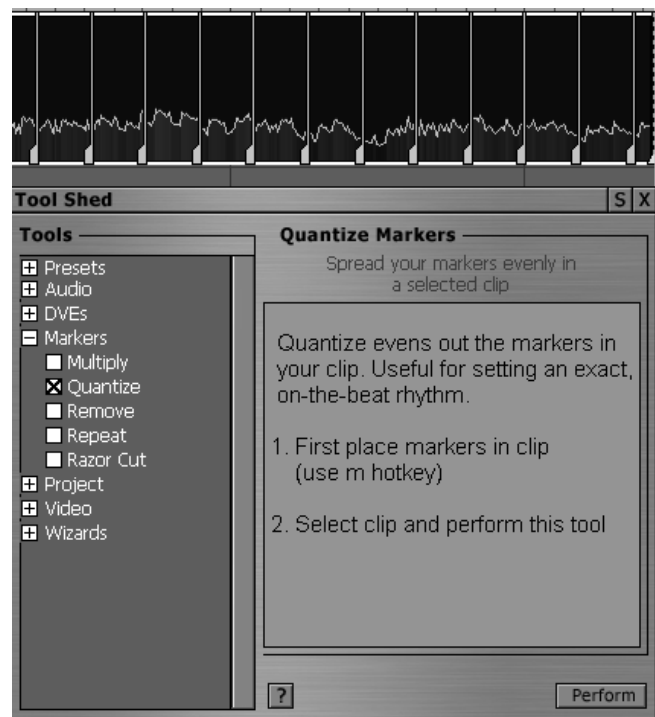 Tool Shed
S X
Tools
Presets
Audio
DVEs
Markers
Multiply
Quantize
Remove
Repeat
Razor Cut
Project
Video
Wizards
Quantize Markers
Spread your markers evenly in
a selected clip
Quantize evens out the markers in
your clip. Useful for setting an exact,
on-the-beat rhythm.
1. First place markers in clip
(use m hotkey)
2. Select clip and perform this tool
?
Perform